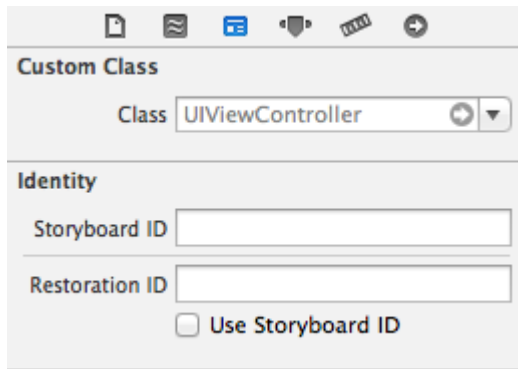 Custom Class
Class UIViewController
Identity
Storyboard ID
Restoration ID
Use Storyboard ID